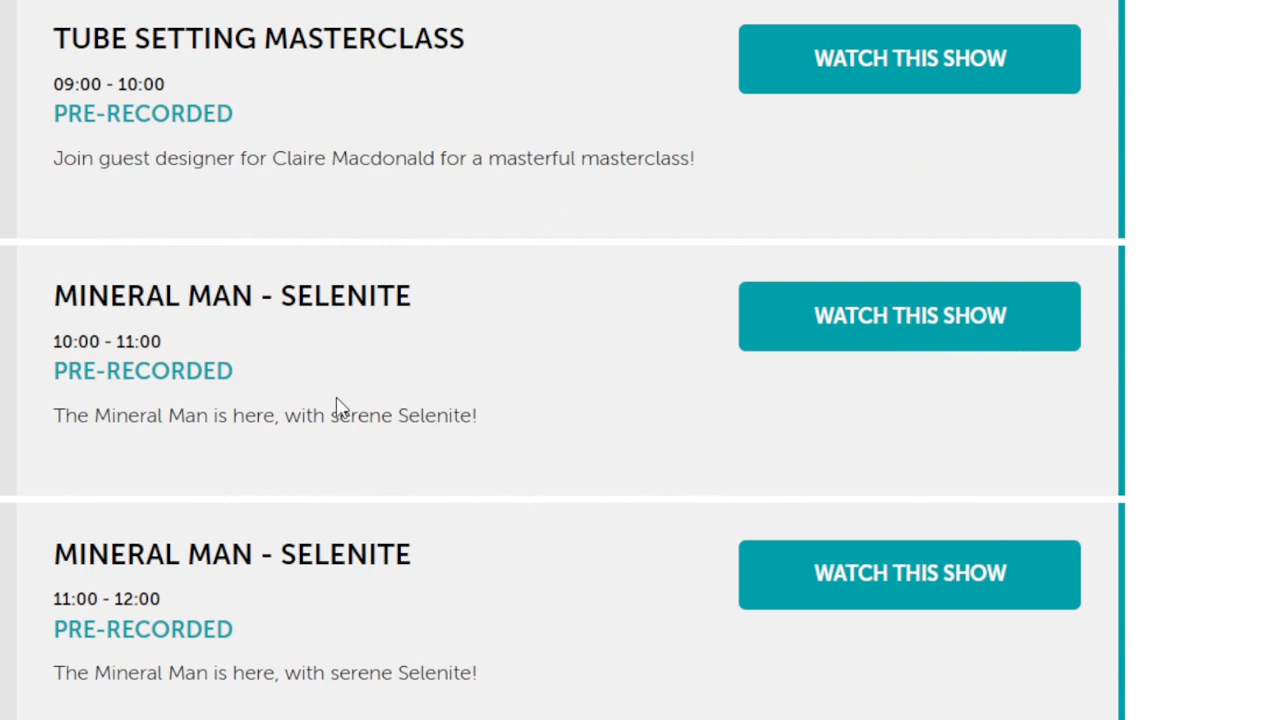 TUBE SETTING MASTERCLASS
WATCH THIS SHOW
09:00 - 10:00
PRE-RECORDED
Join guest designer for Claire Macdonald for a masterful masterclass!
MINERAL MAN - SELENITE
WATCH THIS SHOW
10:00 - 11:00
PRE-RECORDED
The Mineral Man is here, with serene Selenite!
MINERAL MAN - SELENITE
WATCH THIS SHOW
11:00 - 12:00
PRE-RECORDED
The Mineral Man is here, with serene Selenite!